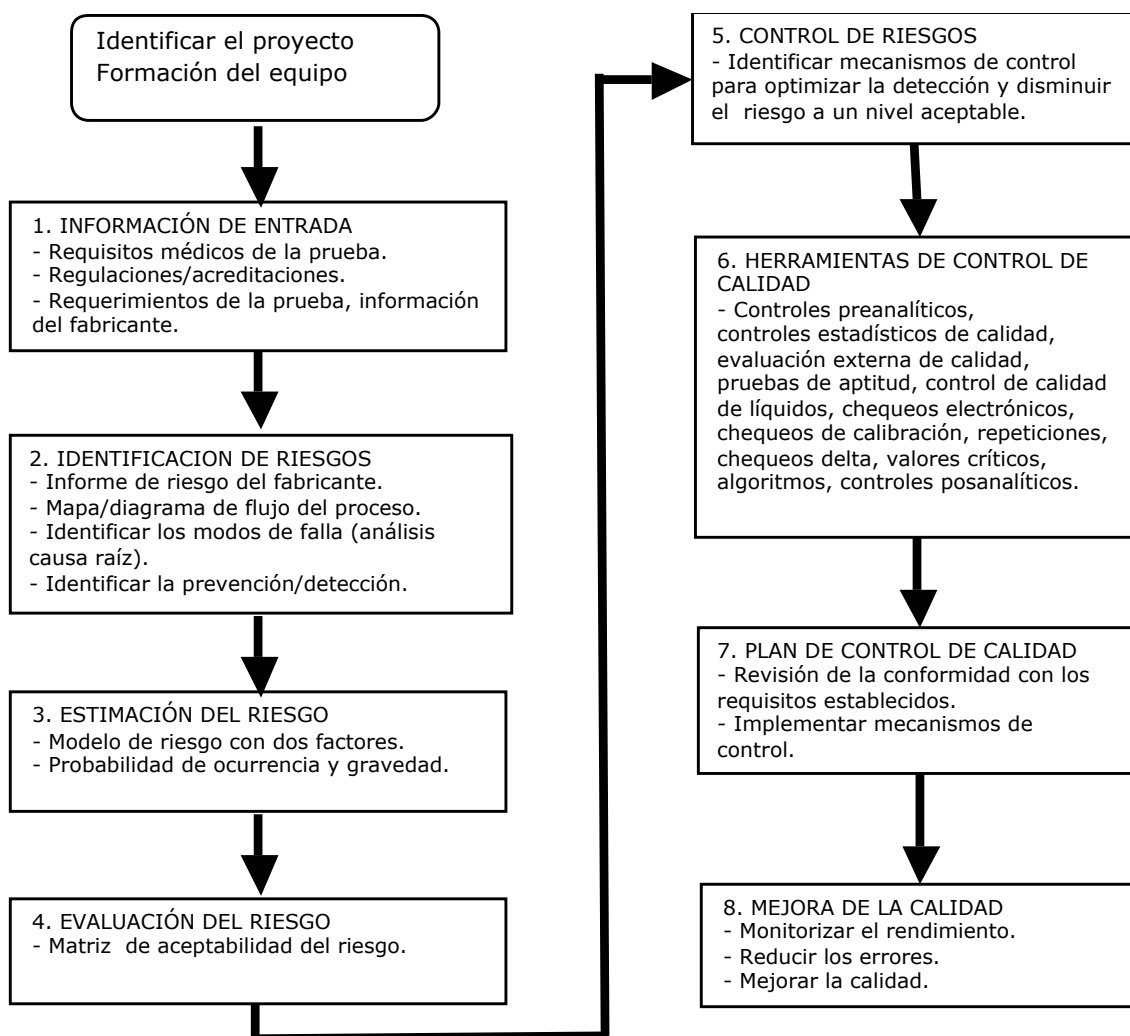 Identificar el proyecto
Formación del equipo
1. INFORMACIÓN DE ENTRADA
- Requisitos médicos de la prueba.
- Regulaciones/acreditaciones.
- Requerimientos de la prueba, información
del fabricante.
2. IDENTIFICACION DE RIESGOS
- Informe de riesgo del fabricante.
- Mapa/diagrama de flujo del proceso.
- Identificar los modos de falla (análisis
causa raíz).
- Identificar la prevención/detección.
3. ESTIMACIÓN DEL RIESGO
- Modelo de riesgo con dos factores.
- Probabilidad de ocurrencia y gravedad.
4. EVALUACIÓN DEL RIESGO
- Matriz de aceptabilidad del riesgo.
5. CONTROL DE RIESGOS
- Identificar mecanismos de control
para optimizar la detección y disminuir
el riesgo a un nivel aceptable.
6. HERRAMIENTAS DE CONTROL DE
CALIDAD
- Controles preanalíticos,
controles estadísticos de calidad,
evaluación externa de calidad,
pruebas de aptitud, control de calidad
de líquidos, chequeos electrónicos,
chequeos de calibración, repeticiones,
chequeos delta, valores críticos,
algoritmos, controles posanalíticos.
7. PLAN DE CONTROL DE CALIDAD
- Revisión de la conformidad con los
requisitos establecidos.
- Implementar mecanismos de
control.
8. MEJORA DE LA CALIDAD
- Monitorizar el rendimiento.
- Reducir los errores.
- Mejorar la calidad.